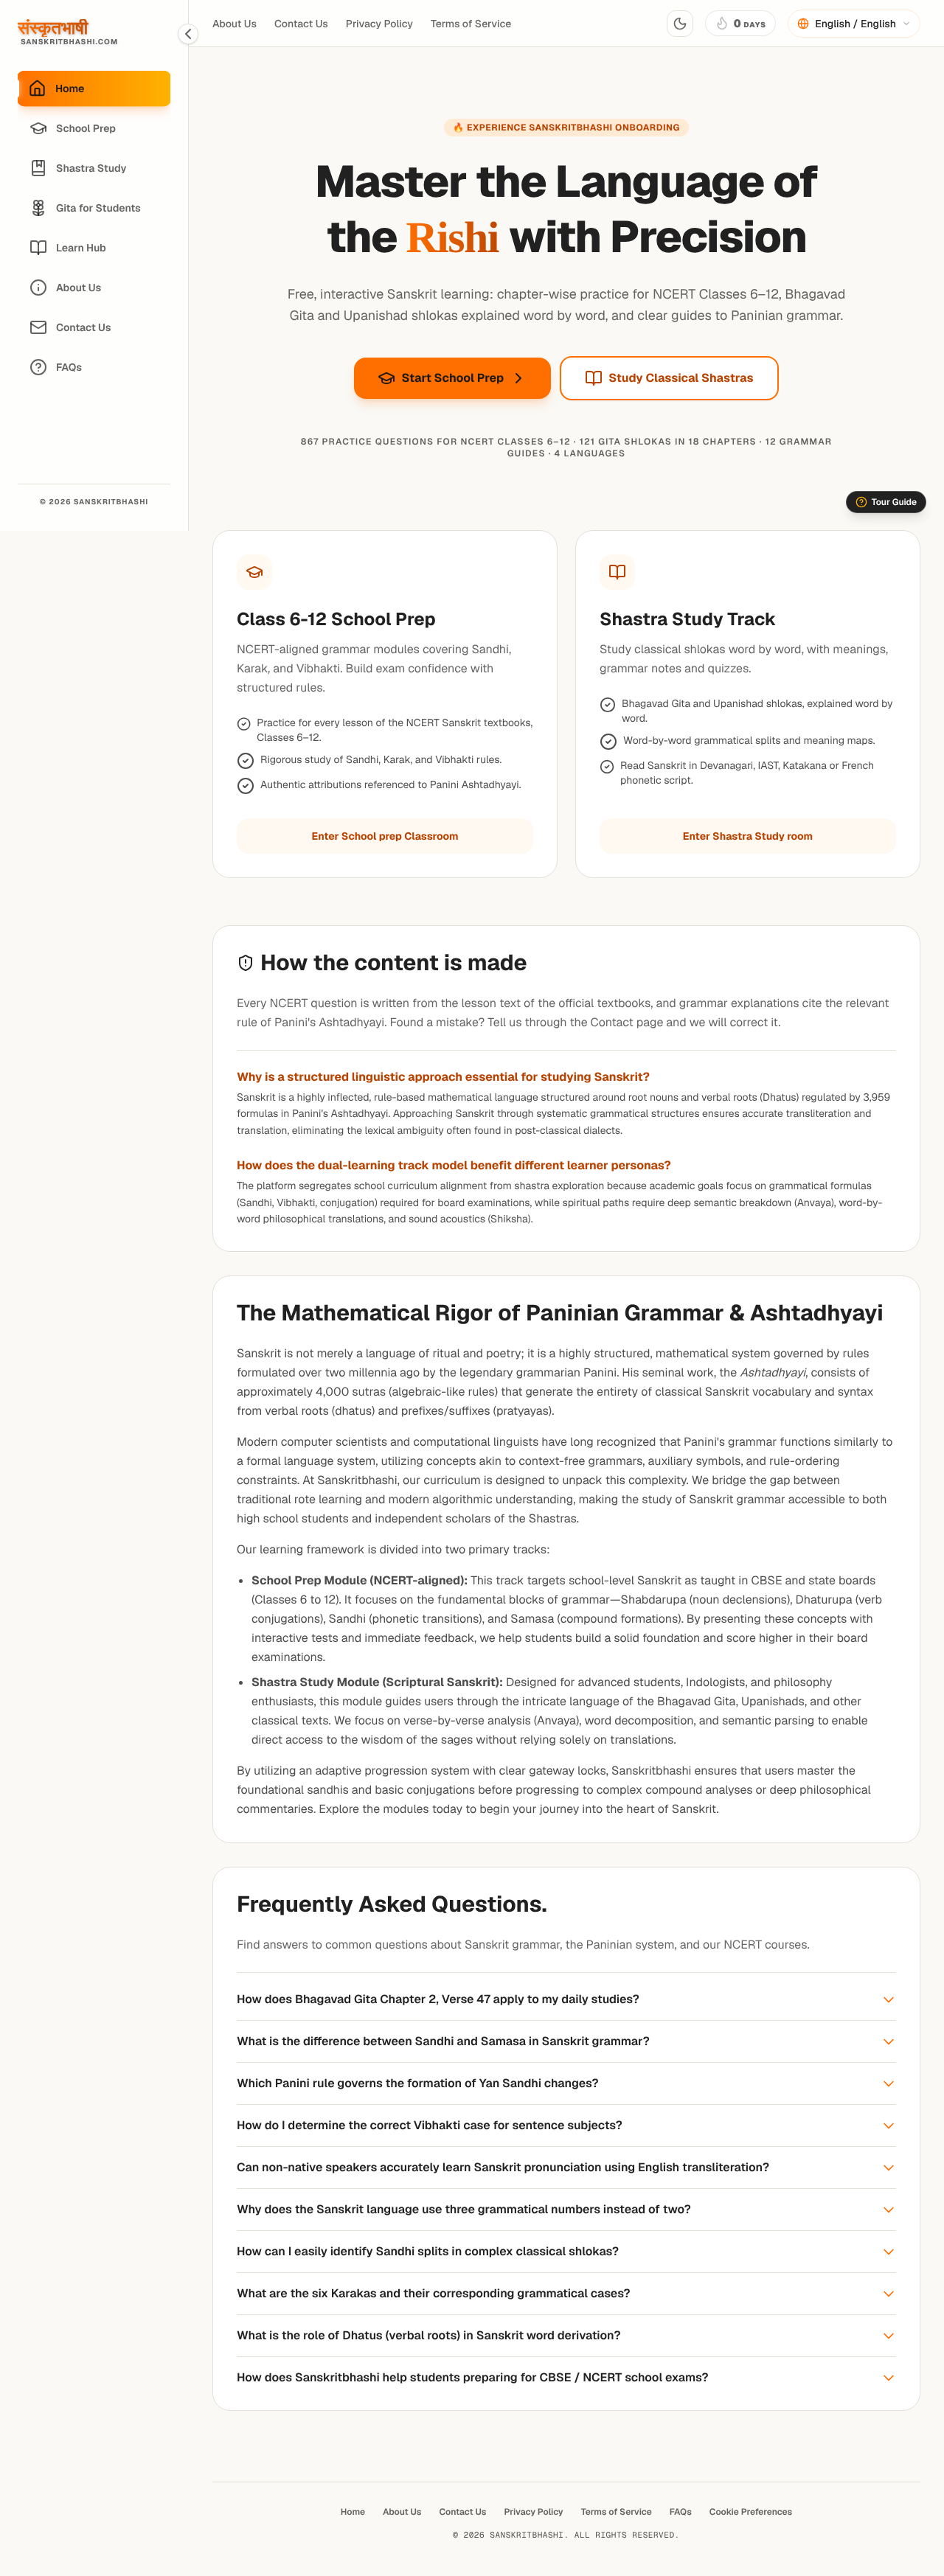 संस्कृतभाषी
SANSKRITBHASHI.COM
Home
School Prep
Shastra Study
Gita for Students
Learn Hub
About Us
Contact Us
FAQs
© 2026 SANSKRITBHASHI
About Us
Contact Us
Privacy Policy
Terms of Service
0 DAYS
English / English
🔥 EXPERIENCE SANSKRITBHASHI ONBOARDING
Master the Language of
the Rishi with Precision
Free, interactive Sanskrit learning: chapter-wise practice for NCERT Classes 6–12, Bhagavad
Gita and Upanishad shlokas explained word by word, and clear guides to Paninian grammar.
Start School Prep
Study Classical Shastras
867 PRACTICE QUESTIONS FOR NCERT CLASSES 6–12 · 121 GITA SHLOKAS IN 18 CHAPTERS · 12 GRAMMAR
GUIDES · 4 LANGUAGES
Tour Guide
Class 6-12 School Prep
NCERT-aligned grammar modules covering Sandhi,
Karak, and Vibhakti. Build exam confidence with
structured rules.
Practice for every lesson of the NCERT Sanskrit textbooks,
Classes 6–12.
Rigorous study of Sandhi, Karak, and Vibhakti rules.
Authentic attributions referenced to Panini Ashtadhyayi.
Enter School prep Classroom
Shastra Study Track
Study classical shlokas word by word, with meanings,
grammar notes and quizzes.
Bhagavad Gita and Upanishad shlokas, explained word by
word.
Word-by-word grammatical splits and meaning maps.
Read Sanskrit in Devanagari, IAST, Katakana or French
phonetic script.
Enter Shastra Study room
How the content is made
Every NCERT question is written from the lesson text of the official textbooks, and grammar explanations cite the relevant
rule of Panini's Ashtadhyayi. Found a mistake? Tell us through the Contact page and we will correct it.
Why is a structured linguistic approach essential for studying Sanskrit?
Sanskrit is a highly inflected, rule-based mathematical language structured around root nouns and verbal roots (Dhatus) regulated by 3,959
formulas in Panini's Ashtadhyayi. Approaching Sanskrit through systematic grammatical structures ensures accurate transliteration and
translation, eliminating the lexical ambiguity often found in post-classical dialects.
How does the dual-learning track model benefit different learner personas?
The platform segregates school curriculum alignment from shastra exploration because academic goals focus on grammatical formulas
(Sandhi, Vibhakti, conjugation) required for board examinations, while spiritual paths require deep semantic breakdown (Anvaya), word-by-
word philosophical translations, and sound acoustics (Shiksha).
The Mathematical Rigor of Paninian Grammar & Ashtadhyayi
Sanskrit is not merely a language of ritual and poetry; it is a highly structured, mathematical system governed by rules
formulated over two millennia ago by the legendary grammarian Panini. His seminal work, the Ashtadhyayi, consists of
approximately 4,000 sutras (algebraic-like rules) that generate the entirety of classical Sanskrit vocabulary and syntax
from verbal roots (dhatus) and prefixes/suffixes (pratyayas).
Modern computer scientists and computational linguists have long recognized that Panini's grammar functions similarly to
a formal language system, utilizing concepts akin to context-free grammars, auxiliary symbols, and rule-ordering
constraints. At Sanskritbhashi, our curriculum is designed to unpack this complexity. We bridge the gap between
traditional rote learning and modern algorithmic understanding, making the study of Sanskrit grammar accessible to both
high school students and independent scholars of the Shastras.
Our learning framework is divided into two primary tracks:
• School Prep Module (NCERT-aligned): This track targets school-level Sanskrit as taught in CBSE and state boards
(Classes 6 to 12). It focuses on the fundamental blocks of grammar—Shabdarupa (noun declensions), Dhaturupa (verb
conjugations), Sandhi (phonetic transitions), and Samasa (compound formations). By presenting these concepts with
interactive tests and immediate feedback, we help students build a solid foundation and score higher in their board
examinations.
• Shastra Study Module (Scriptural Sanskrit): Designed for advanced students, Indologists, and philosophy
enthusiasts, this module guides users through the intricate language of the Bhagavad Gita, Upanishads, and other
classical texts. We focus on verse-by-verse analysis (Anvaya), word decomposition, and semantic parsing to enable
direct access to the wisdom of the sages without relying solely on translations.
By utilizing an adaptive progression system with clear gateway locks, Sanskritbhashi ensures that users master the
foundational sandhis and basic conjugations before progressing to complex compound analyses or deep philosophical
commentaries. Explore the modules today to begin your journey into the heart of Sanskrit.
Frequently Asked Questions.
Find answers to common questions about Sanskrit grammar, the Paninian system, and our NCERT courses.
How does Bhagavad Gita Chapter 2, Verse 47 apply to my daily studies?
What is the difference between Sandhi and Samasa in Sanskrit grammar?
Which Panini rule governs the formation of Yan Sandhi changes?
How do I determine the correct Vibhakti case for sentence subjects?
Can non-native speakers accurately learn Sanskrit pronunciation using English transliteration?
Why does the Sanskrit language use three grammatical numbers instead of two?
How can I easily identify Sandhi splits in complex classical shlokas?
What are the six Karakas and their corresponding grammatical cases?
What is the role of Dhatus (verbal roots) in Sanskrit word derivation?
How does Sanskritbhashi help students preparing for CBSE / NCERT school exams?
Home
About Us
Contact Us
Privacy Policy
Terms of Service
FAQs
Cookie Preferences
© 2026 SANSKRITBHASHI. ALL RIGHTS RESERVED.